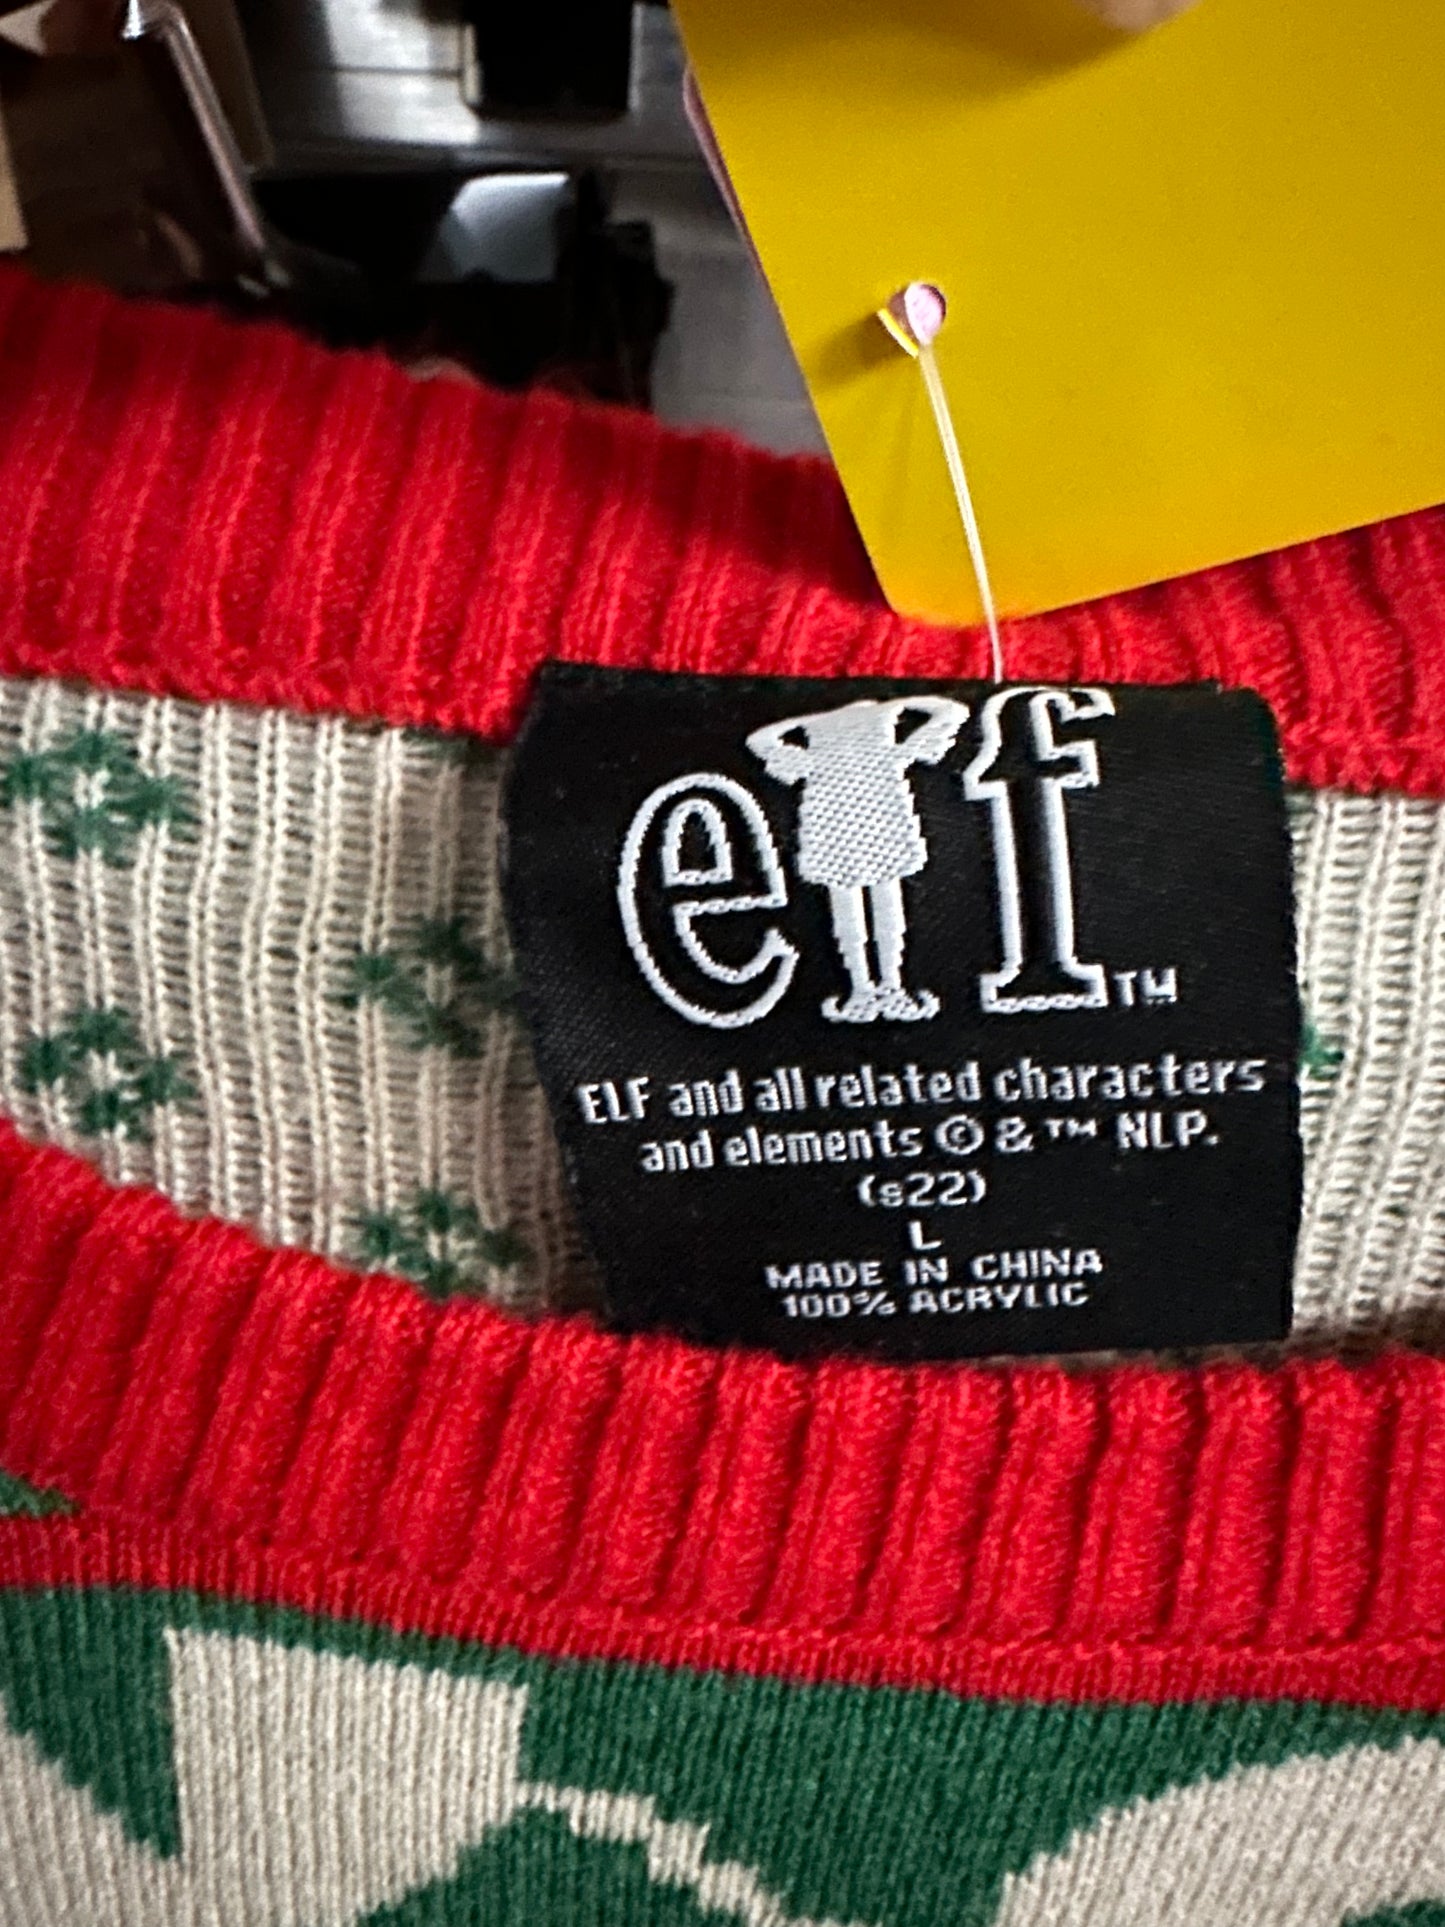 elf™
ELF and all related characters
and elements © & ™ NLP.
(s22)
L
MADE IN CHINA
100% ACRYLIC